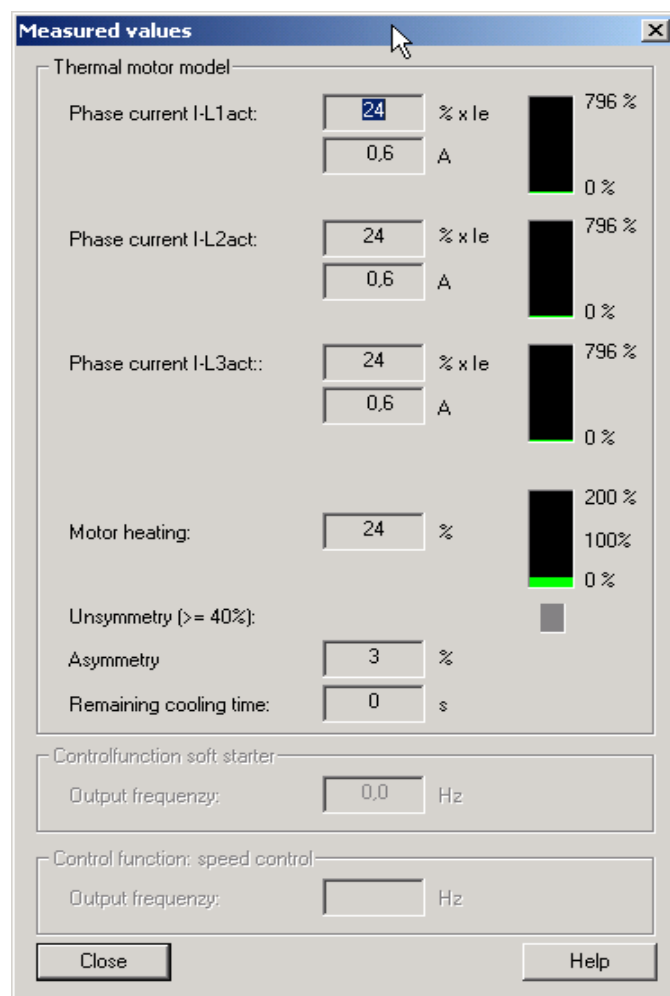 Measured values
Thermal motor model
Phase current I-L1act: 24 % x Ie 796 %
0,6 A
0 %
Phase current I-L2act: 24 % x Ie 796 %
0,6 A
0 %
Phase current I-L3act:: 24 % x Ie 796 %
0,6 A
0 %
200 %
Motor heating: 24 % 100%
0 %
Unsymmetry (>= 40%):
Asymmetry 3 %
Remaining cooling time: 0 s
Controlfunction soft starter
Output frequenzy: 0,0 Hz
Control function: speed control
Output frequenzy: Hz
Close Help